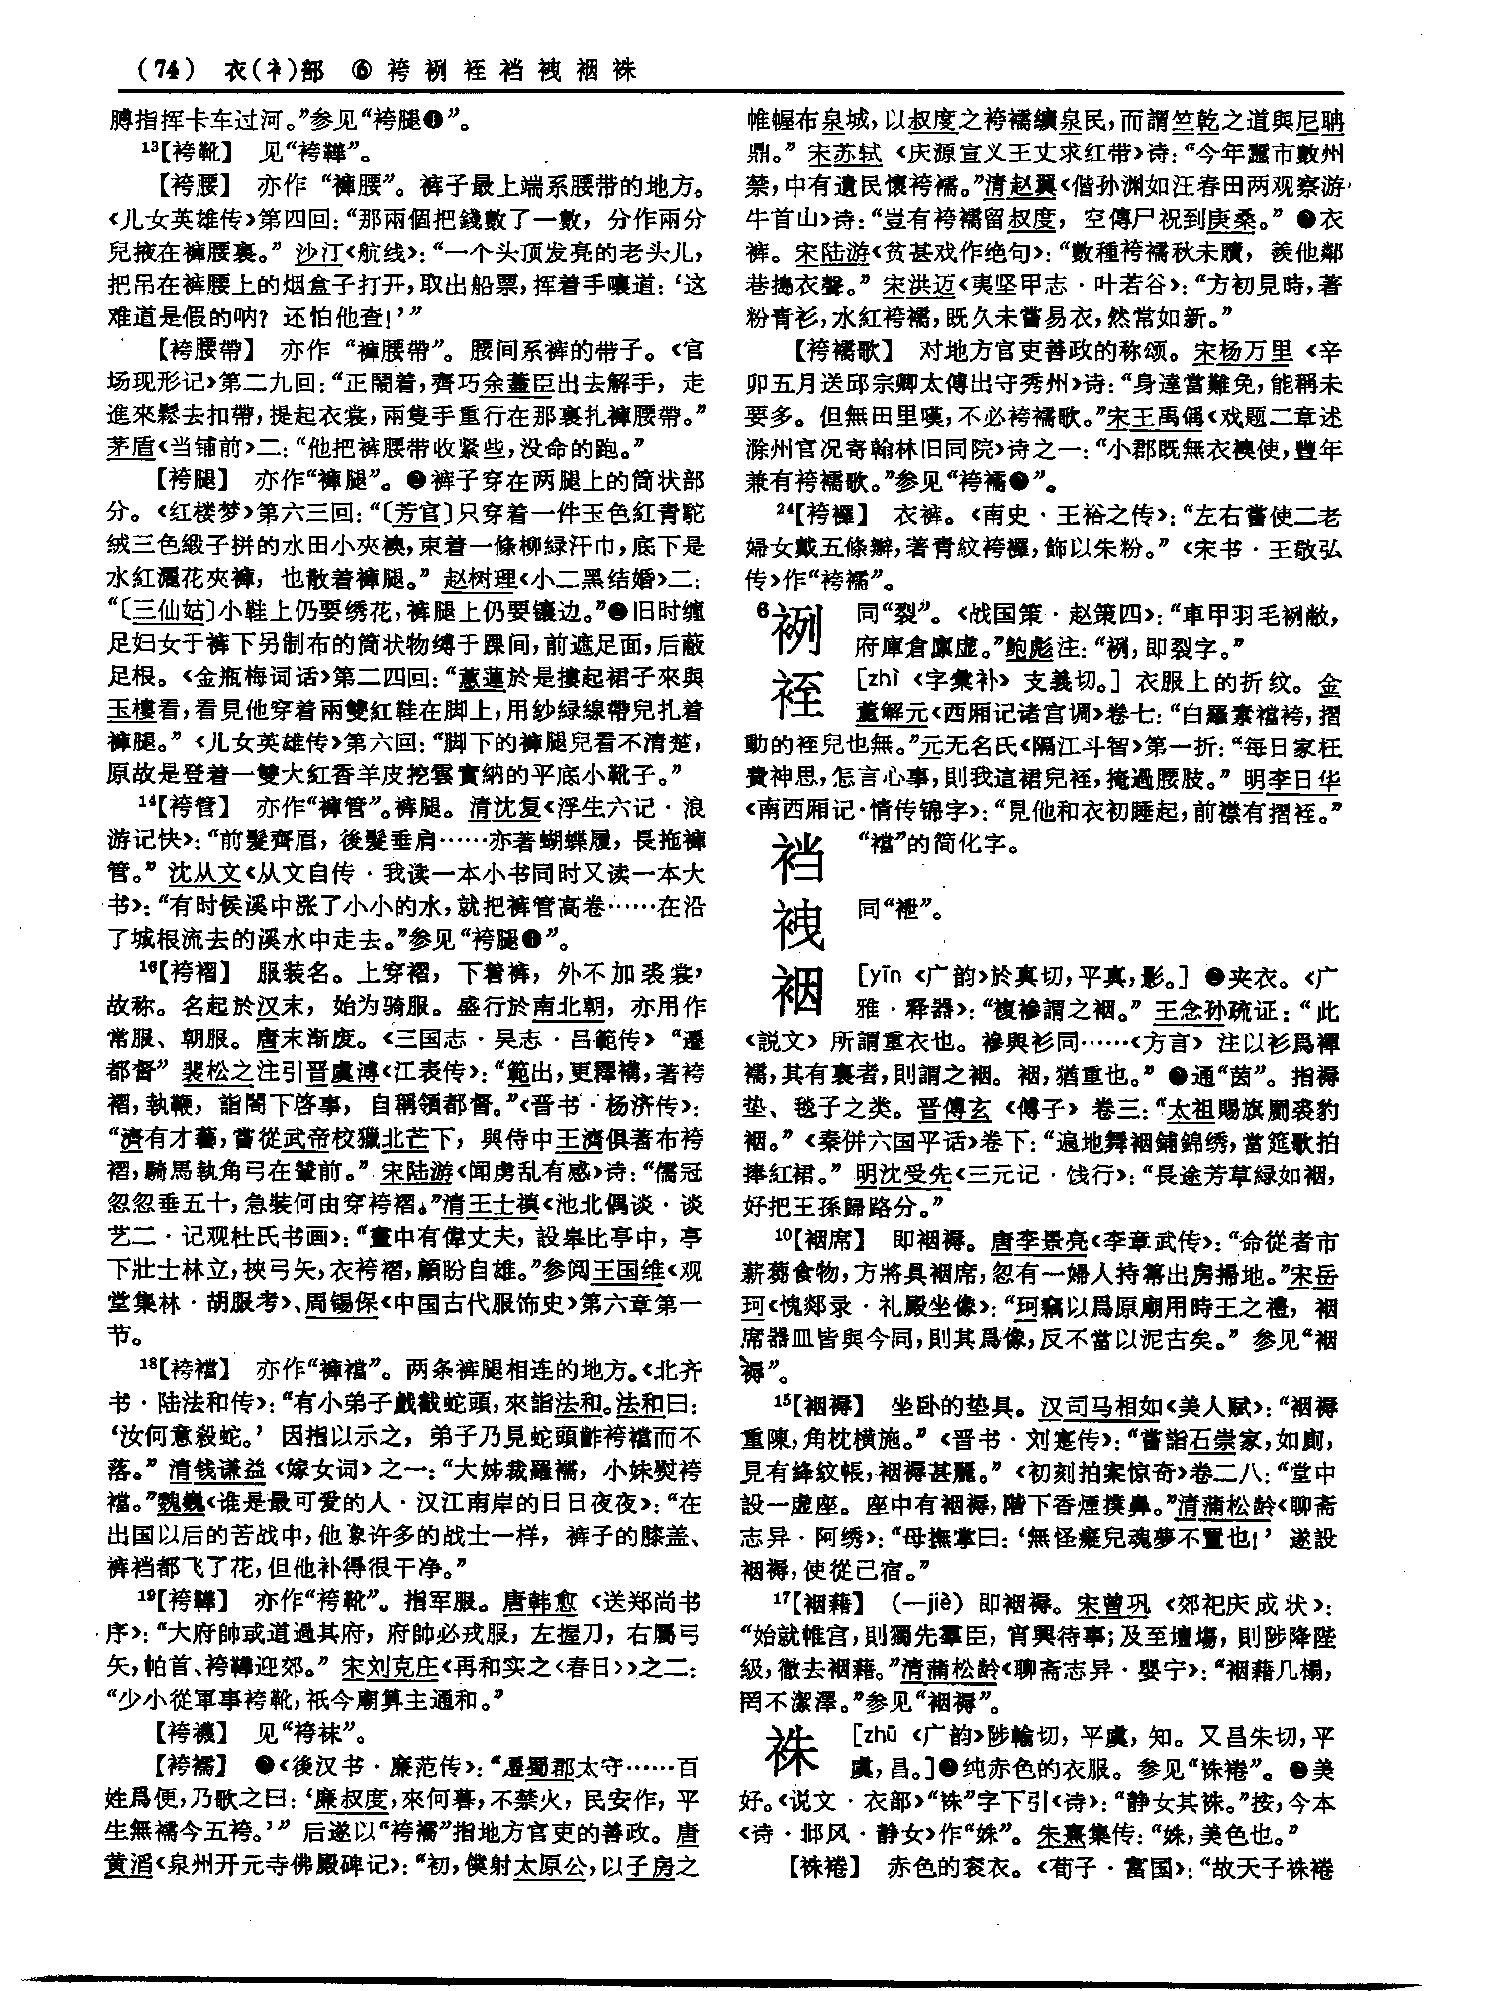 (74) 衣(衤)部 ⑥ 袴 裄 袏 裆 袣 裀 袾
膊指挥卡车过河。”参见“袴腿❶”。
¹³【袴靴】 见“袴鞾”。
【袴腰】 亦作“褲腰”。裤子最上端系腰带的地方。
《儿女英雄传》第四回：“那兩個把錢數了一數，分作兩分
兒掖在褲腰裏。” 沙汀《航线》：“一个头顶发亮的老头儿，
把吊在裤腰上的烟盒子打开，取出船票，挥着手嚷道：‘这
难道是假的呐？还怕他查！’”
【袴腰带】 亦作“褲腰帶”。腰间系裤的带子。《官
场现形记》第二九回：“正鬧着，齊巧余藎臣出去解手，走
進來鬆去扣帶，提起衣裳，兩隻手重行在那裏扎褲腰帶。”
茅盾《当铺前》二：“他把裤腰带收紧些，没命的跑。”
【袴腿】 亦作“褲腿”。❶裤子穿在两腿上的筒状部
分。《红楼梦》第六三回：“〔芳官〕只穿着一件玉色紅青駝
绒三色緞子拼的水田小夾襖，束着一條柳緑汗巾，底下是
水紅灑花夾褲，也散着褲腿。” 赵树理《小二黑结婚》二：
“〔三仙姑〕小鞋上仍要绣花，裤腿上仍要镶边。”❷旧时缠
足妇女于裤下另制布的筒状物缚于踝间，前遮足面，后蔽
足根。《金瓶梅词话》第二四回：“蕙蓮於是摟起裙子來與
玉樓看，看見他穿着兩雙紅鞋在脚上，用紗緑線帶兒扎着
褲腿。”《儿女英雄传》第六回：“脚下的褲腿兒看不清楚，
原故是登着一雙大紅香羊皮挖雲實納的平底小靴子。”
¹⁴【袴管】 亦作“褲管”。裤腿。清沈复《浮生六记·浪
游记快》：“前髮齊眉，後髮垂肩……亦著蝴蝶履，長拖褲
管。” 沈从文《从文自传·我读一本小书同时又读一本大
书》：“有时候溪中涨了小小的水，就把裤管高卷……在沿
了城根流去的溪水中走去。”参见“袴腿❶”。
¹⁶【袴褶】 服装名。上穿褶，下着裤，外不加裘裳，
故称。名起於汉末，始为骑服。盛行於南北朝，亦用作
常服、朝服。唐末渐废。《三国志·吴志·吕範传》“遷
都督”裴松之注引晋虞溥《江表传》：“範出，更釋褠，著袴
褶，執鞭，詣閤下啓事，自稱領都督。”《晋书·杨济传》：
“濟有才藝，嘗從武帝校獵北芒下，與侍中王濟俱著布袴
褶，騎馬執角弓在輦前。” 宋陆游《闻虏乱有感》诗：“儒冠
忽忽垂五十，急裝何由穿袴褶。”清王士禛《池北偶谈·谈
艺二·记观杜氏书画》：“畫中有偉丈夫，設皋比亭中，亭
下壯士林立，挾弓矢，衣袴褶，顧盼自雄。”参阅王国维《观
堂集林·胡服考》、周锡保《中国古代服饰史》第六章第一
节。
¹⁸【袴襠】 亦作“褲襠”。两条裤腿相连的地方。《北齐
书·陆法和传》：“有小弟子戲截蛇頭，來詣法和。法和曰：
‘汝何意殺蛇。’ 因指以示之，弟子乃見蛇頭齚袴襠而不
落。” 清钱谦益《嫁女词》之一：“大姊裁羅襦，小妹熨袴
襠。”魏巍《谁是最可爱的人·汉江南岸的日日夜夜》：“在
出国以后的苦战中，他象许多的战士一样，裤子的膝盖、
裤裆都飞了花，但他补得很干净。”
¹⁹【袴鞾】 亦作“袴靴”。指军服。唐韩愈《送郑尚书
序》：“大府帥或道過其府，府帥必戎服，左握刀，右屬弓
矢，帕首、袴鞾迎郊。” 宋刘克庄《再和实之〈春日〉》之二：
“少小從軍事袴靴，祇今廟算主通和。”
【袴襪】 见“袴袜”。
【袴襦】 ❶《後汉书·廉范传》：“遷蜀郡太守……百
姓爲便，乃歌之曰：‘廉叔度，來何暮，不禁火，民安作，平
生無襦今五袴。’” 后遂以“袴襦”指地方官吏的善政。唐
黄滔《泉州开元寺佛殿碑记》：“初，僕射太原公，以子房之
帷幄布泉城，以叔度之袴襦纊泉民，而謂竺乾之道與尼聃
鼎。” 宋苏轼《庆源宣义王丈求红带》诗：“今年蠶市數州
禁，中有遺民懷袴襦。”清赵翼《偕孙渊如汪春田两观察游
牛首山》诗：“豈有袴襦留叔度，空傳尸祝到庚桑。” ❷衣
裤。宋陆游《贫甚戏作绝句》：“數種袴襦秋未贖，羨他鄰
巷搗衣聲。” 宋洪迈《夷坚甲志·叶若谷》：“方初見時，著
粉青衫，水紅袴襦，既久未嘗易衣，然常如新。”
【袴襦歌】 对地方官吏善政的称颂。宋杨万里《辛
卯五月送邱宗卿太傅出守秀州》诗：“身達當難免，能稱未
要多。但無田里嘆，不必袴襦歌。”宋王禹偁《戏题二章述
滁州官况寄翰林旧同院》诗之一：“小郡既無衣襖使，豐年
兼有袴襦歌。”参见“袴襦❶”。
²⁴【袴襬】 衣裤。《南史·王裕之传》：“左右嘗使二老
婦女戴五條辮，著青紋袴襬，飾以朱粉。”《宋书·王敬弘
传》作“袴襦”。
⁶栵 同“裂”。《战国策·赵策四》：“車甲羽毛裂敝，
府庫倉廩虚。”鲍彪注：“裂，即裂字。”
袏 [zhì 《字彙补》支義切。] 衣服上的折纹。金
董解元《西厢记诸宫调》卷七：“白羅素襠袴，摺
動的袏兒也無。”元无名氏《隔江斗智》第一折：“每日家枉
費神思，怎言心事，則我這裙兒袏，掩過腰肢。” 明李日华
《南西厢记·情传锦字》：“見他和衣初睡起，前襟有摺袏。”
裆 “襠”的简化字。
袣 同“袣”。
裀 [yīn 《广韵》於真切，平真，影。] ❶夹衣。《广
雅·释器》：“複襂謂之裀。” 王念孙疏证：“此
《説文》所謂重衣也。襂與衫同……《方言》注以衫爲襌
襦，其有裏者，則謂之裀。裀，猶重也。” ❷通“茵”。指褥
垫、毯子之类。晋傅玄《傅子》卷三：“太祖賜旗罽裘豹
裀。”《秦併六国平话》卷下：“遍地舞裀鋪錦绣，當筵歌拍
捧紅裙。” 明沈受先《三元记·饯行》：“長途芳草緑如裀，
好把王孫歸路分。”
¹⁰【裀席】 即裀褥。唐李景亮《李章武传》：“命從者市
薪蒭食物，方將具裀席，忽有一婦人持箒出房掃地。”宋岳
珂《愧郯录·礼殿坐像》：“珂竊以爲原廟用時王之禮，裀
席器皿皆與今同，則其爲像，反不當以泥古矣。” 参见“裀
褥”。
¹⁵【裀褥】 坐卧的垫具。汉司马相如《美人赋》：“裀褥
重陳，角枕横施。”《晋书·刘寔传》：“嘗詣石崇家，如廁，
見有絳紋帳，裀褥甚麗。”《初刻拍案惊奇》卷二八：“堂中
設一虚座。座中有裀褥，階下香煙撲鼻。”清蒲松龄《聊斋
志异·阿绣》：“母撫掌曰：‘無怪癡兒魂夢不置也！’ 遂設
裀褥，使從己宿。”
¹⁷【裀藉】 (—jiè) 即裀褥。宋曾巩《郊祀庆成状》：
“始就帷宫，則獨先羣臣，宵興待事；及至壇場，則陟降陛
級，徹去裀藉。”清蒲松龄《聊斋志异·婴宁》：“裀藉几榻，
罔不潔澤。”参见“裀褥”。
袾 [zhū 《广韵》陟輸切，平虞，知。又昌朱切，平
虞，昌。]❶纯赤色的衣服。参见“袾裷”。❷美
好。《说文·衣部》“袾”字下引《诗》：“静女其袾。”按，今本
《诗·邶风·静女》作“姝”。朱熹集传：“姝，美色也。”
【袾裷】 赤色的衮衣。《荀子·富国》：“故天子袾裷